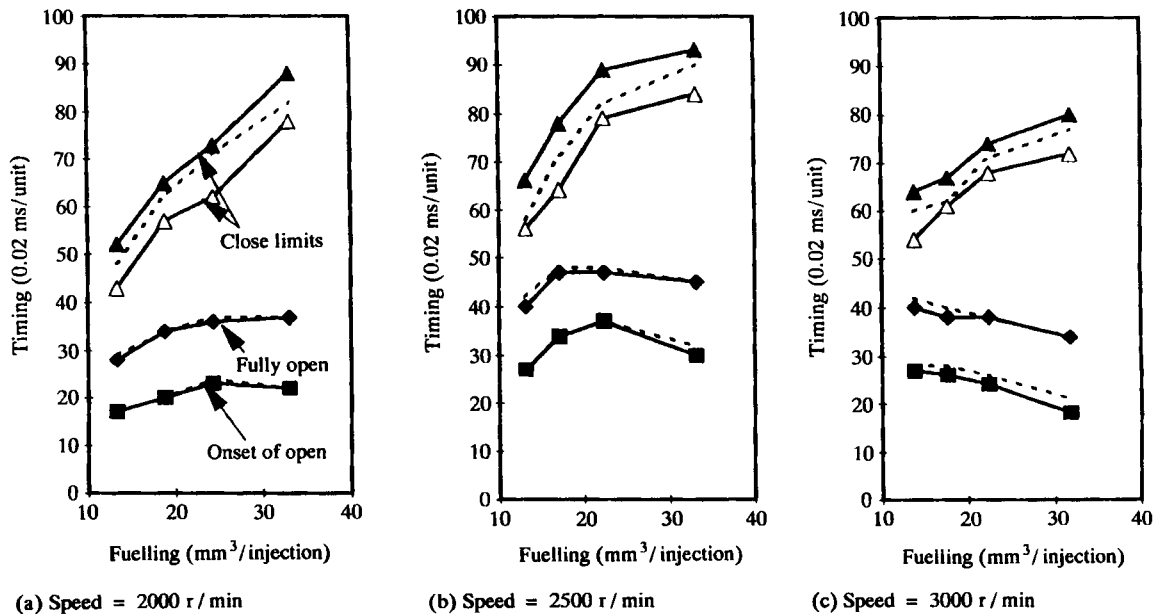 100
90
80
70
60
50
40
30
20
10
0
Timing (0.02 ms/unit)
Close limits
Fully open
Onset of open
10 20 30 40
Fuelling (mm³/injection)
(a) Speed = 2000 r/min
100
90
80
70
60
50
40
30
20
10
0
Timing (0.02 ms/unit)
10 20 30 40
Fuelling (mm³/injection)
(b) Speed = 2500 r/min
100
90
80
70
60
50
40
30
20
10
0
Timing (0.02 ms/unit)
10 20 30 40
Fuelling (mm³/injection)
(c) Speed = 3000 r/min